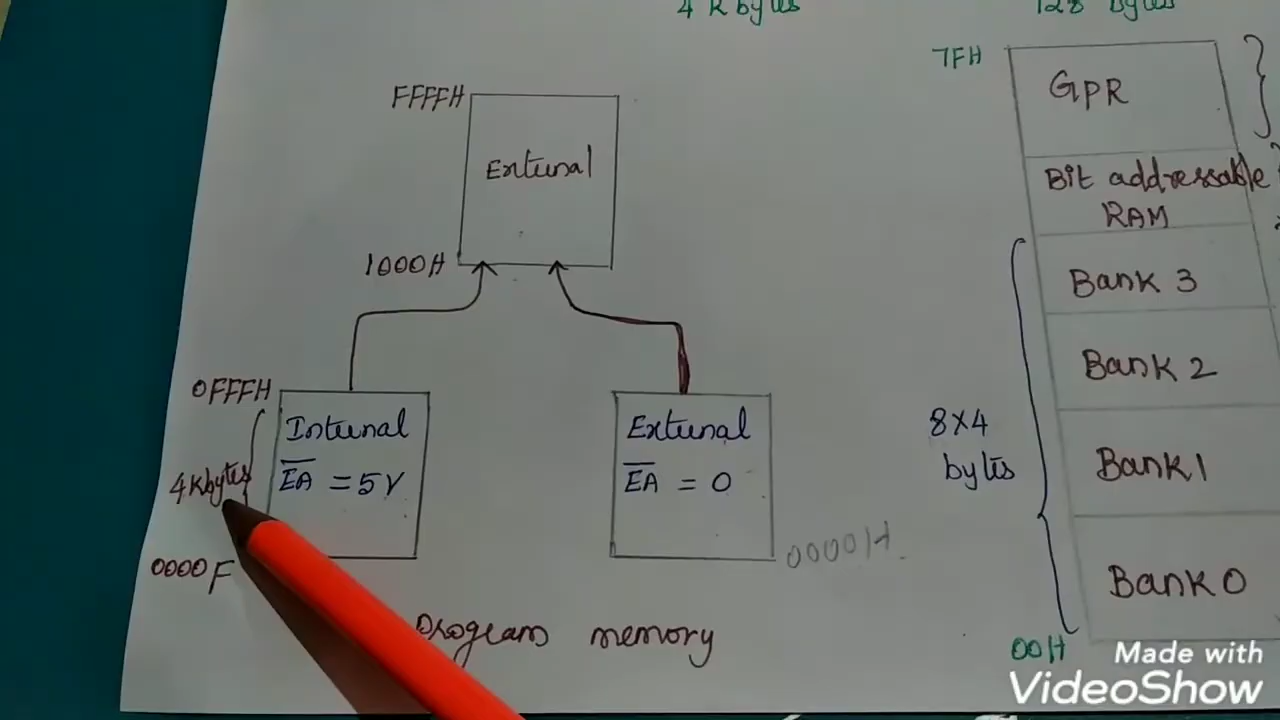 4 Kbytes
128 bytes
FFFFH
External
1000H
0FFFH
Internal
EA = 5V
4Kbytes
0000F
External
EA = 0
0000H.
program memory
7FH
GPR
Bit addressable
RAM
Bank 3
Bank 2
Bank 1
Bank 0
8X4
bytes
00H
Made with
VideoShow